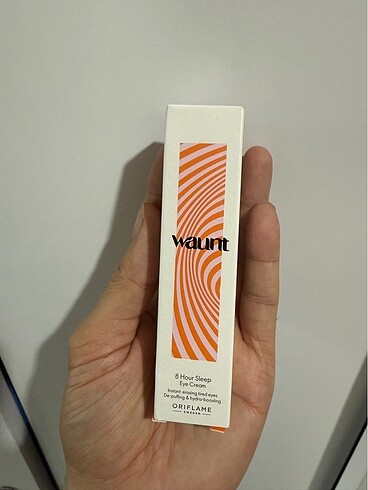 waunt
8 Hour Sleep
Eye Cream
Instant erasing tired eyes
De-puffing & hydra-boosting
ORIFLAME
SWEDEN